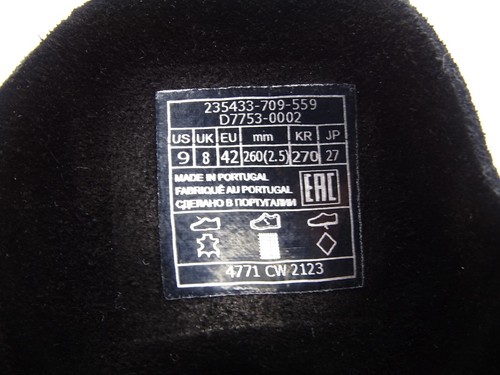 235433-709-559
D7753-0002
US UK EU mm KR JP
9 8 42 260(2.5) 270 27
MADE IN PORTUGAL
FABRIQUÉ AU PORTUGAL
СДЕЛАНО В ПОРТУГАЛИИ
EAC
4771 CW 2123